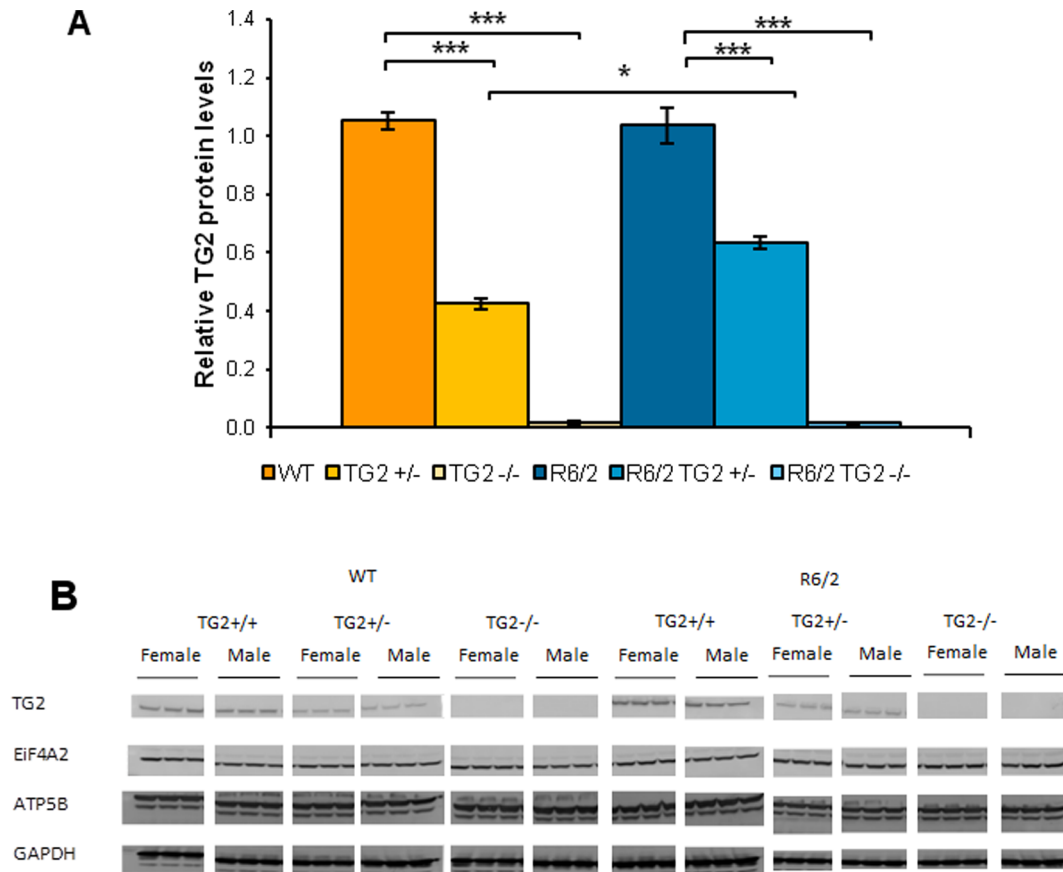 A
Relative TG2 protein levels
1.4
1.2
1.0
0.8
0.6
0.4
0.2
0.0
***
***
*
***
***
WT TG2 +/- TG2 -/- R6/2 R6/2 TG2 +/- R6/2 TG2 -/-
B
WT R6/2
TG2+/+ TG2+/- TG2-/- TG2+/+ TG2+/- TG2-/-
Female Male Female Male Female Male Female Male Female Male Female Male
TG2
EiF4A2
ATP5B
GAPDH